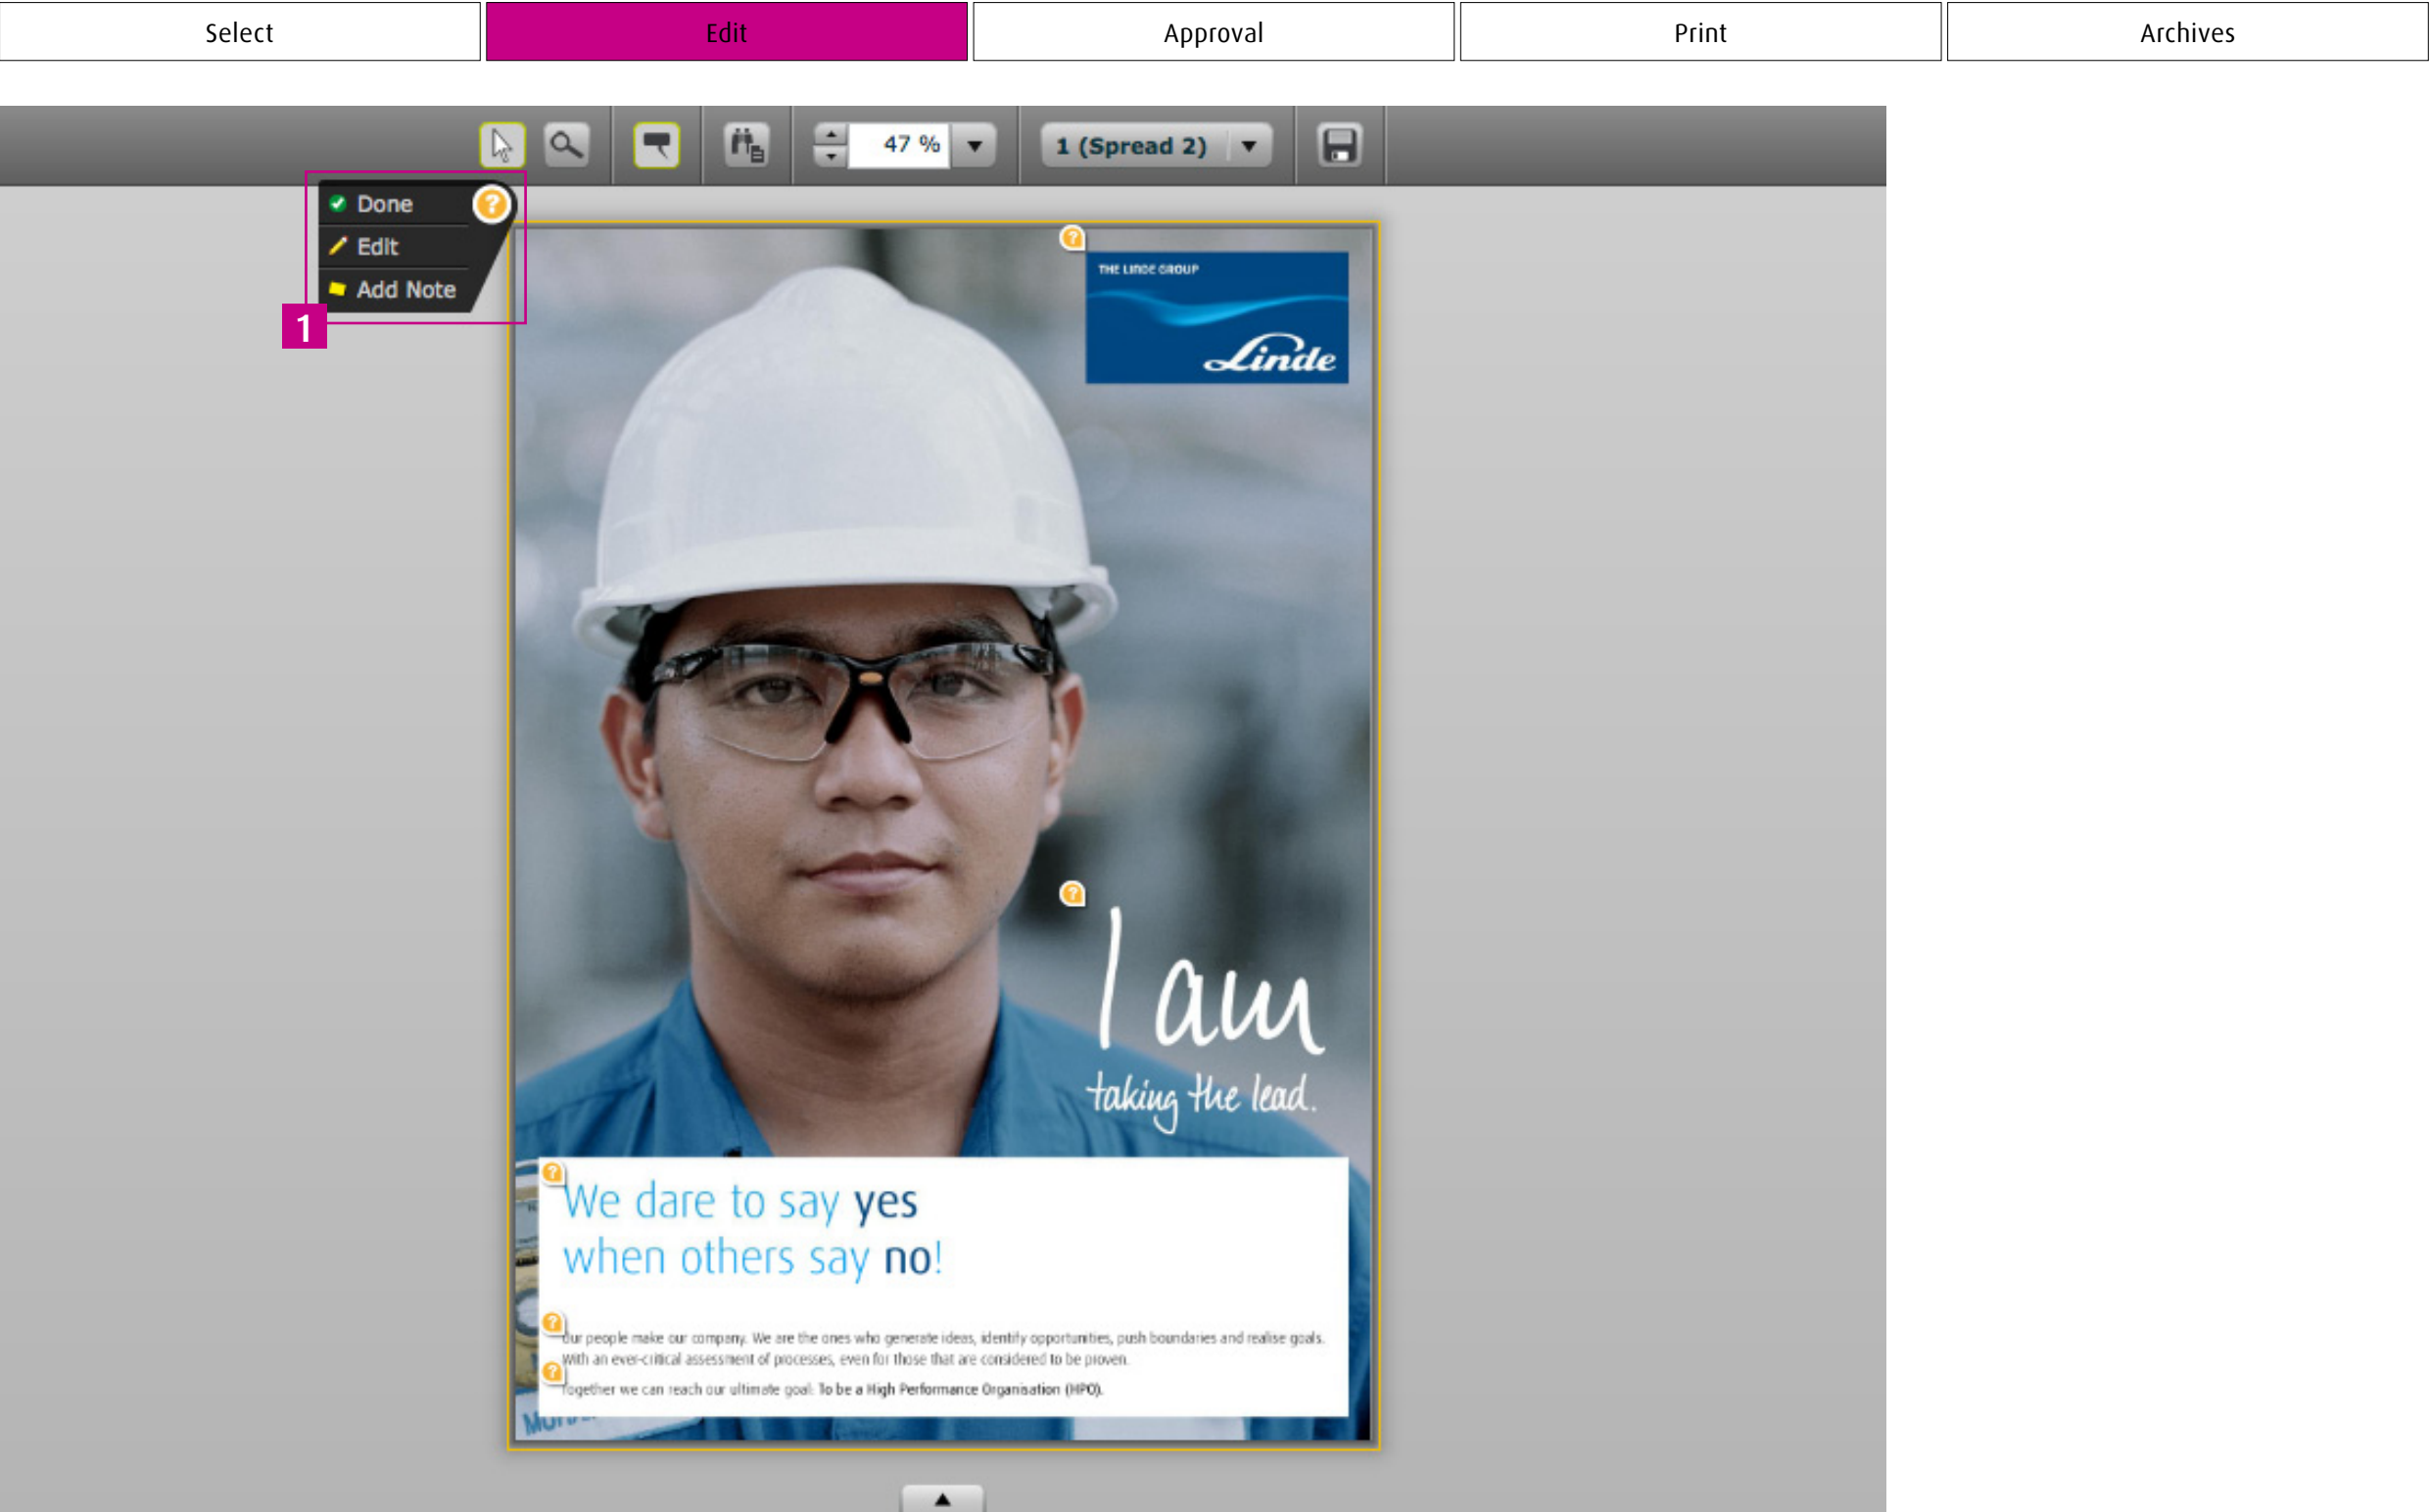 Select
Edit
Approval
Print
Archives
47 %
1 (Spread 2)
Done
Edit
Add Note
1
THE LINDE GROUP
Linde
I am
taking the lead.
We dare to say yes
when others say no!
Our people make our company. We are the ones who generate ideas, identify opportunities, push boundaries and realise goals.
With an ever-critical assessment of processes, even for those that are considered to be proven.
Together we can reach our ultimate goal: To be a High Performance Organisation (HPO).